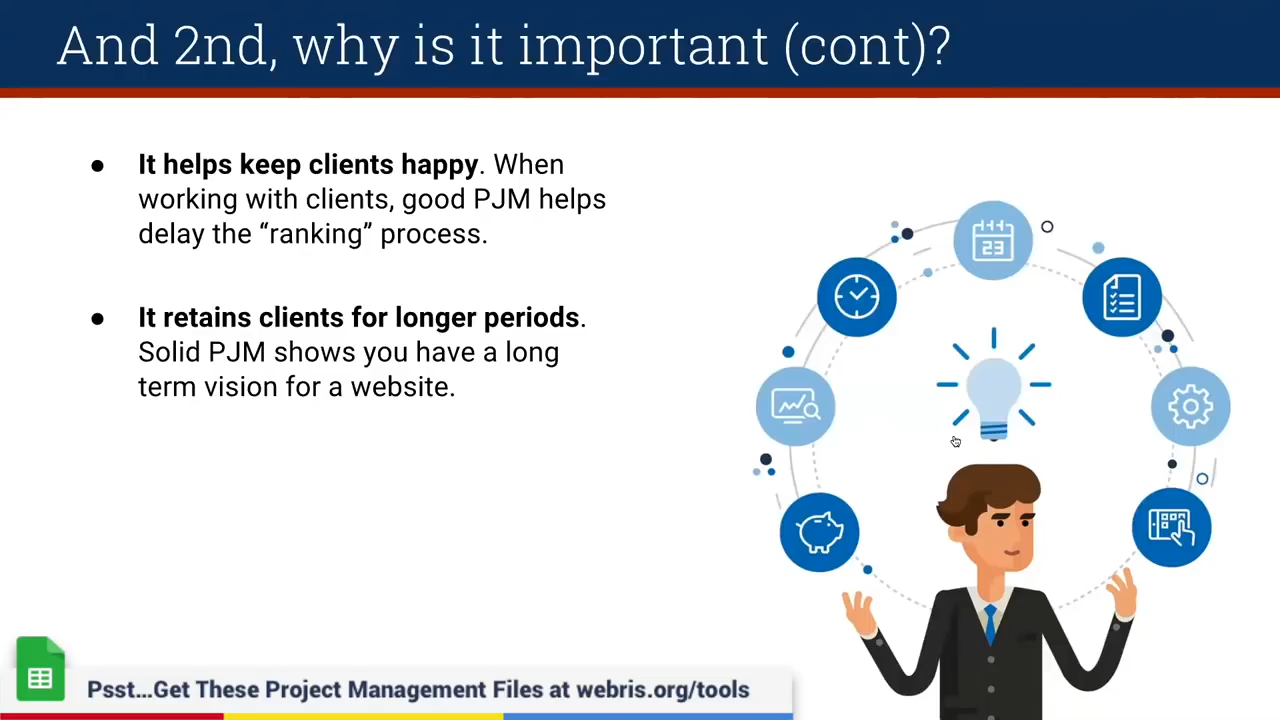 And 2nd, why is it important (cont)?
● It helps keep clients happy. When
working with clients, good PJM helps
delay the “ranking” process.
● It retains clients for longer periods.
Solid PJM shows you have a long
term vision for a website.
23
Psst...Get These Project Management Files at webris.org/tools